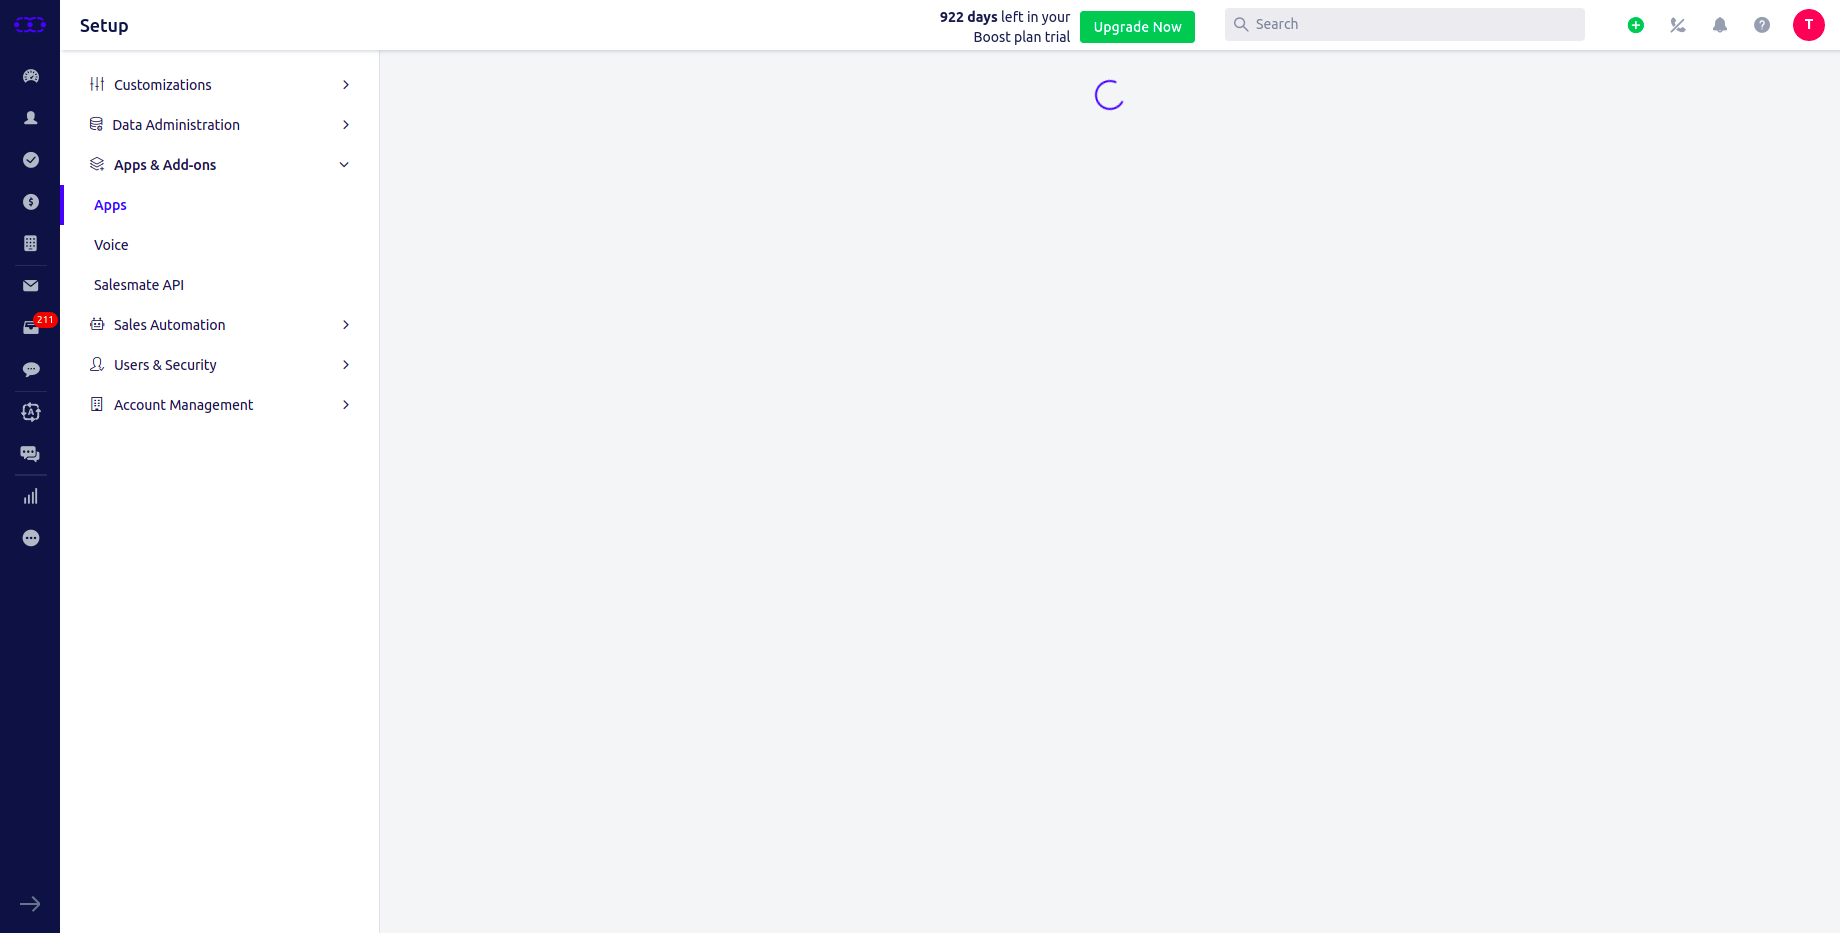 Setup
922 days left in your
Boost plan trial
Upgrade Now
Search
T
Customizations
Data Administration
Apps & Add-ons
Apps
Voice
Salesmate API
Sales Automation
Users & Security
Account Management
211